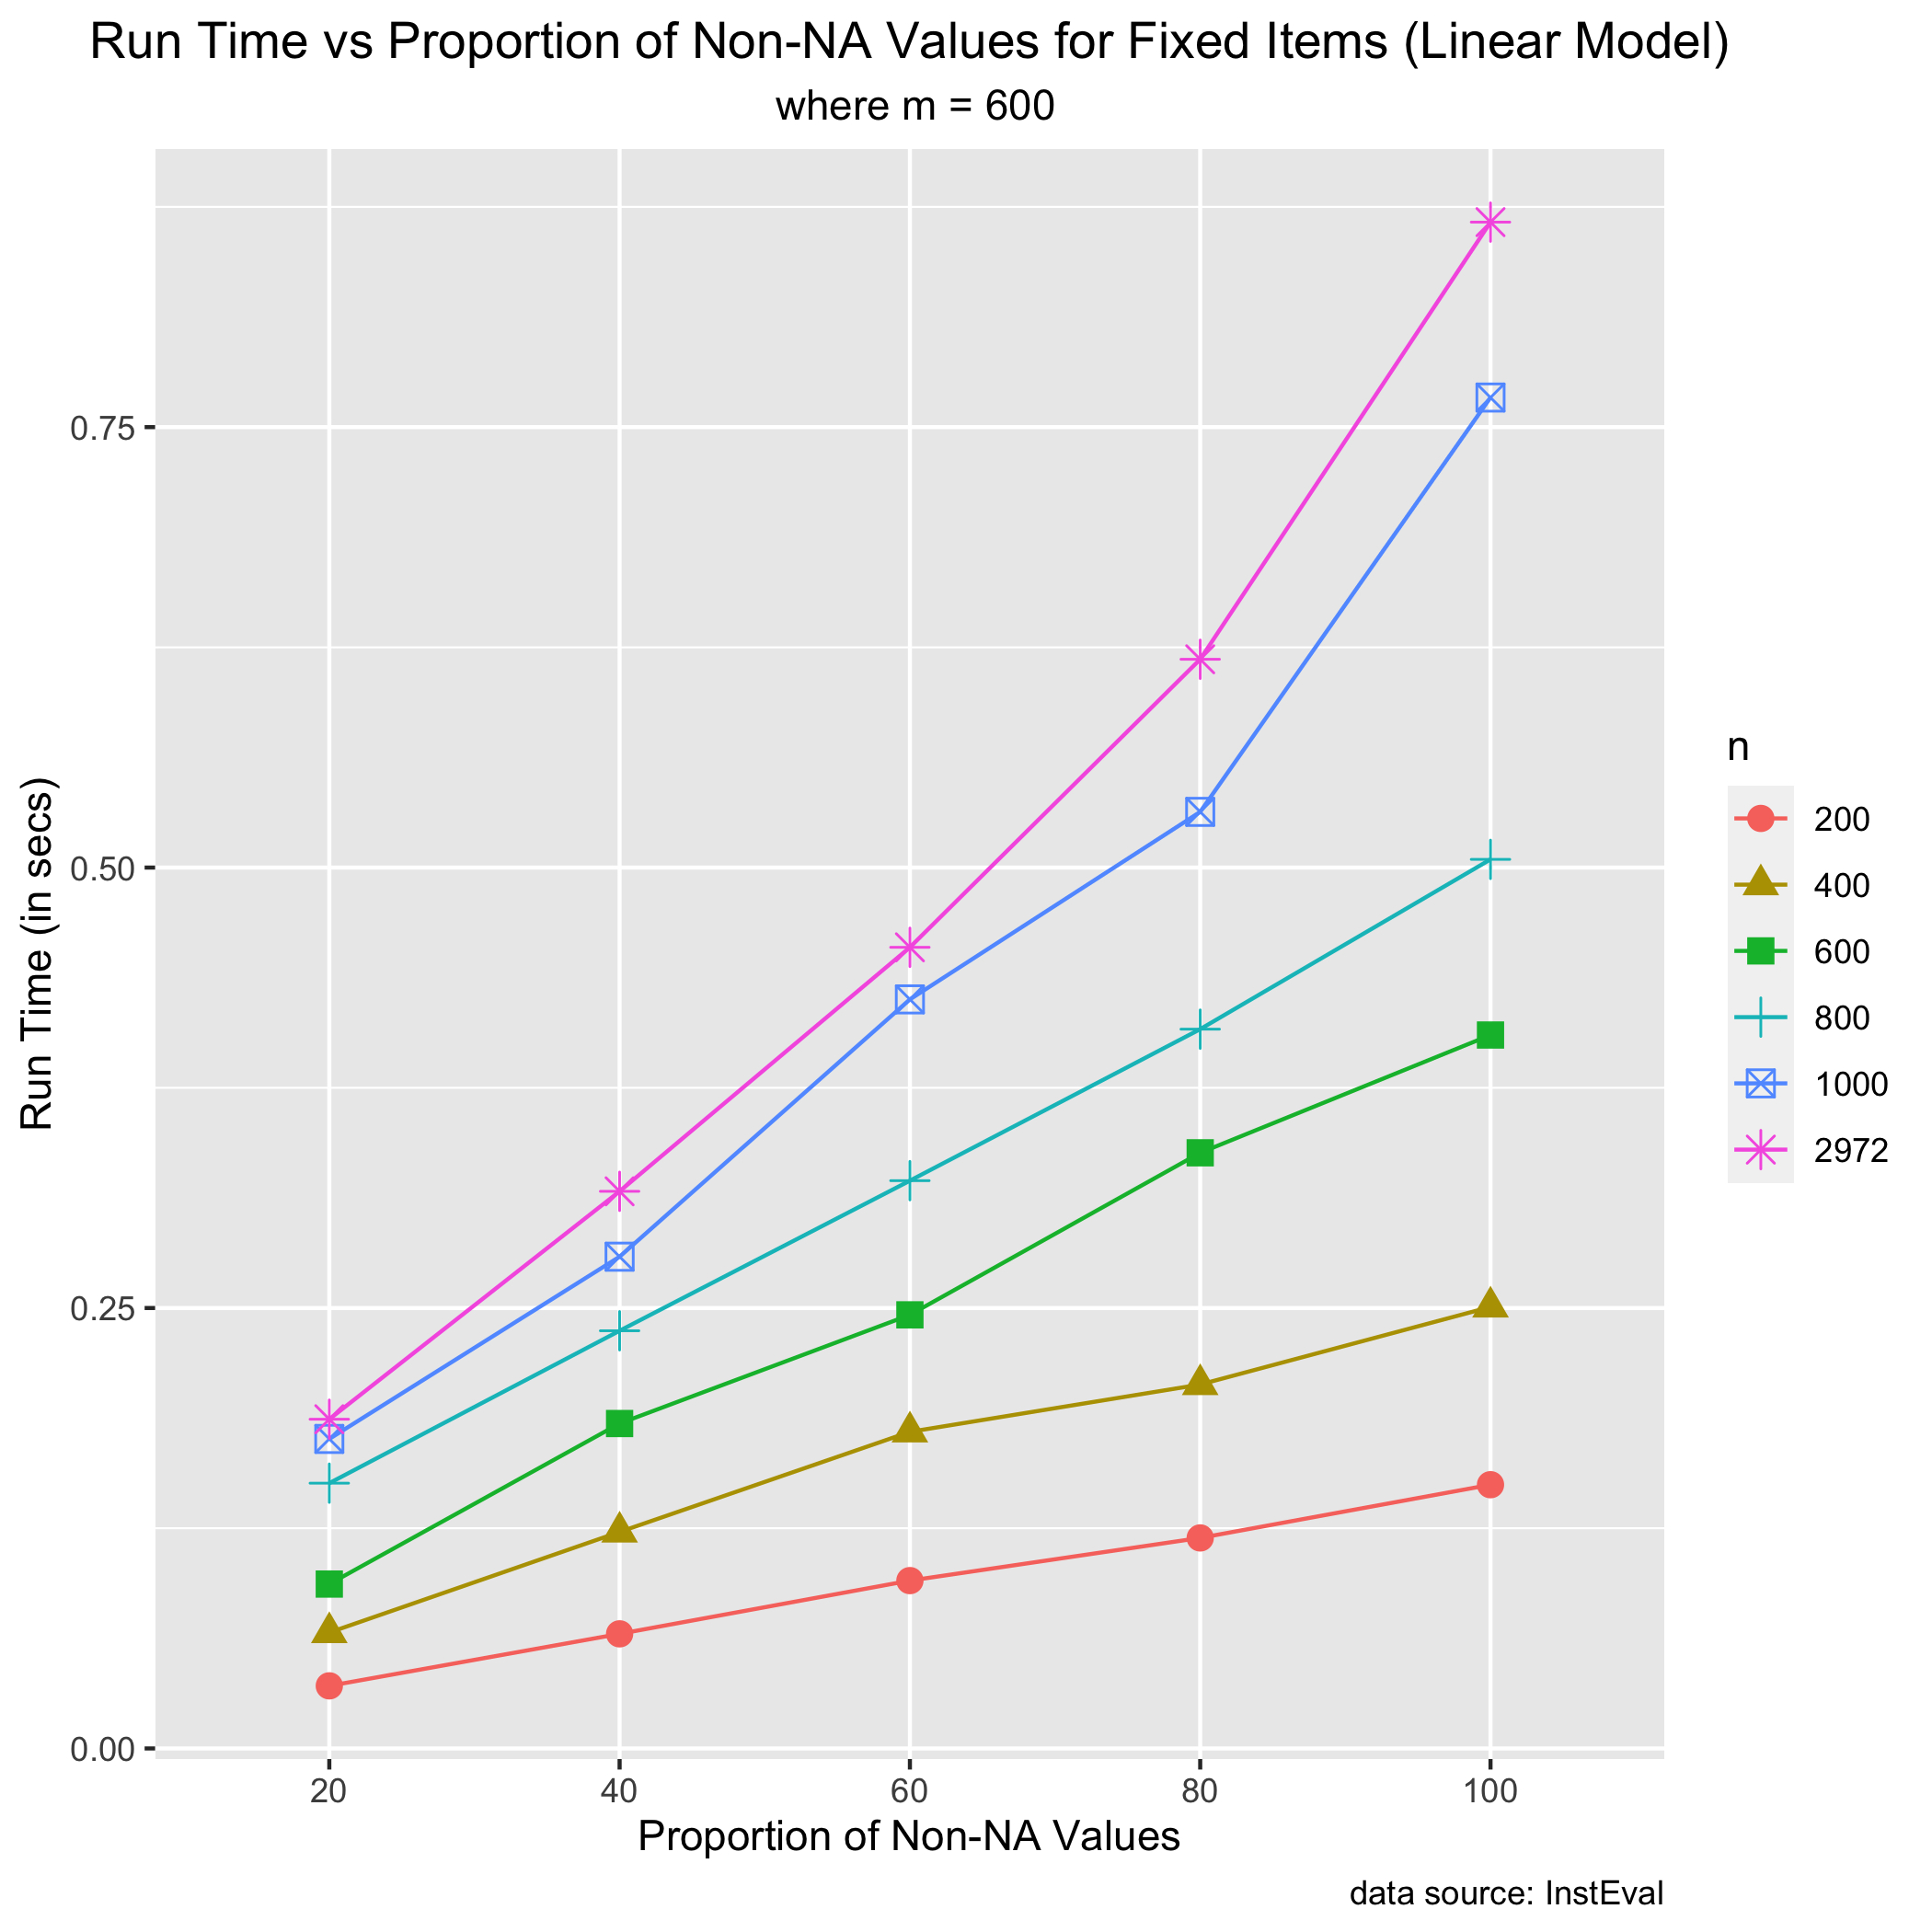 Run Time vs Proportion of Non-NA Values for Fixed Items (Linear Model)
where m = 600
Run Time (in secs)
0.75
0.50
0.25
0.00
20 40 60 80 100
Proportion of Non-NA Values
n
200
400
600
800
1000
2972
data source: InstEval